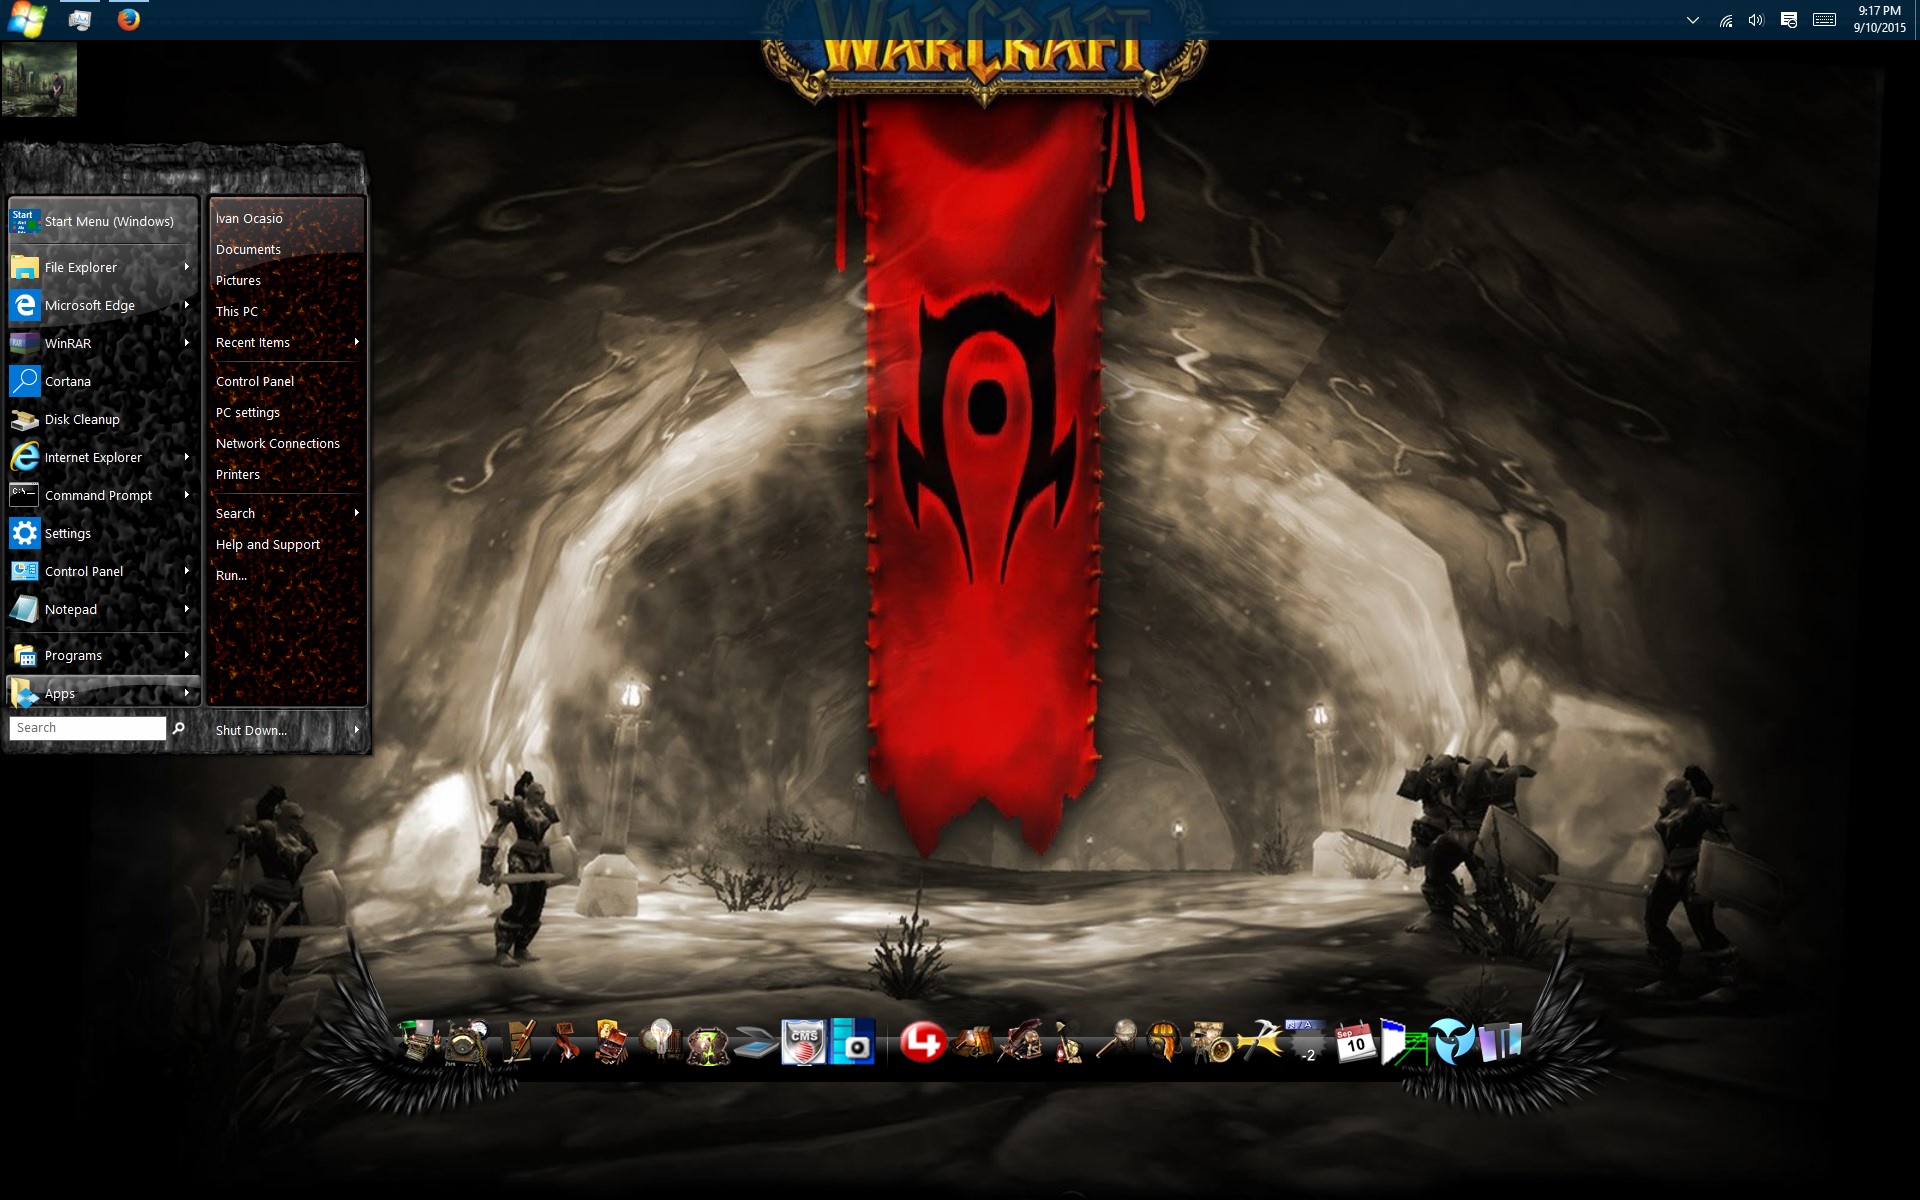 WARCRAFT
9:17 PM
9/10/2015
Start Menu (Windows)
File Explorer
Microsoft Edge
WinRAR
Cortana
Disk Cleanup
Internet Explorer
Command Prompt
Settings
Control Panel
Notepad
Programs
Apps
Search
Ivan Ocasio
Documents
Pictures
This PC
Recent Items
Control Panel
PC settings
Network Connections
Printers
Search
Help and Support
Run...
Shut Down...
Start
C:\
CMS
4
N/A
-2
Sep
10